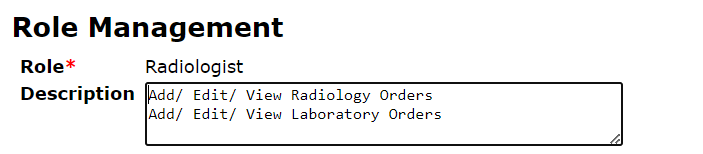 Role Management
Role* Radiologist
Description
Add/ Edit/ View Radiology Orders
Add/ Edit/ View Laboratory Orders